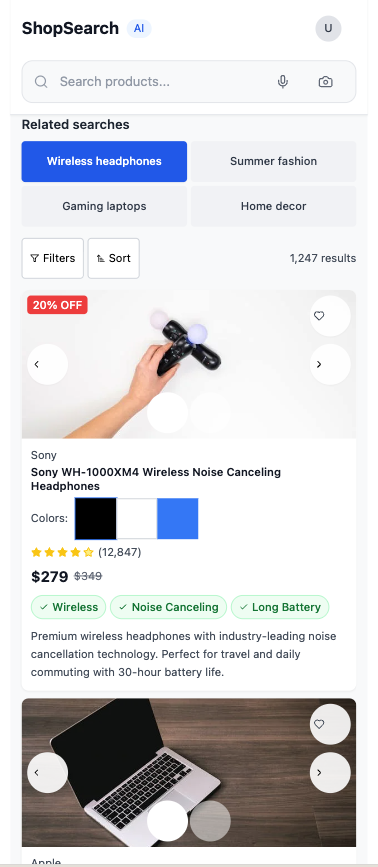 ShopSearch AI
U
Search products...
Related searches
Wireless headphones
Summer fashion
Gaming laptops
Home decor
Filters
Sort
1,247 results
20% OFF
Sony
Sony WH-1000XM4 Wireless Noise Canceling
Headphones
Colors:
(12,847)
$279 $349
Wireless
Noise Canceling
Long Battery
Premium wireless headphones with industry-leading noise
cancellation technology. Perfect for travel and daily
commuting with 30-hour battery life.
Apple